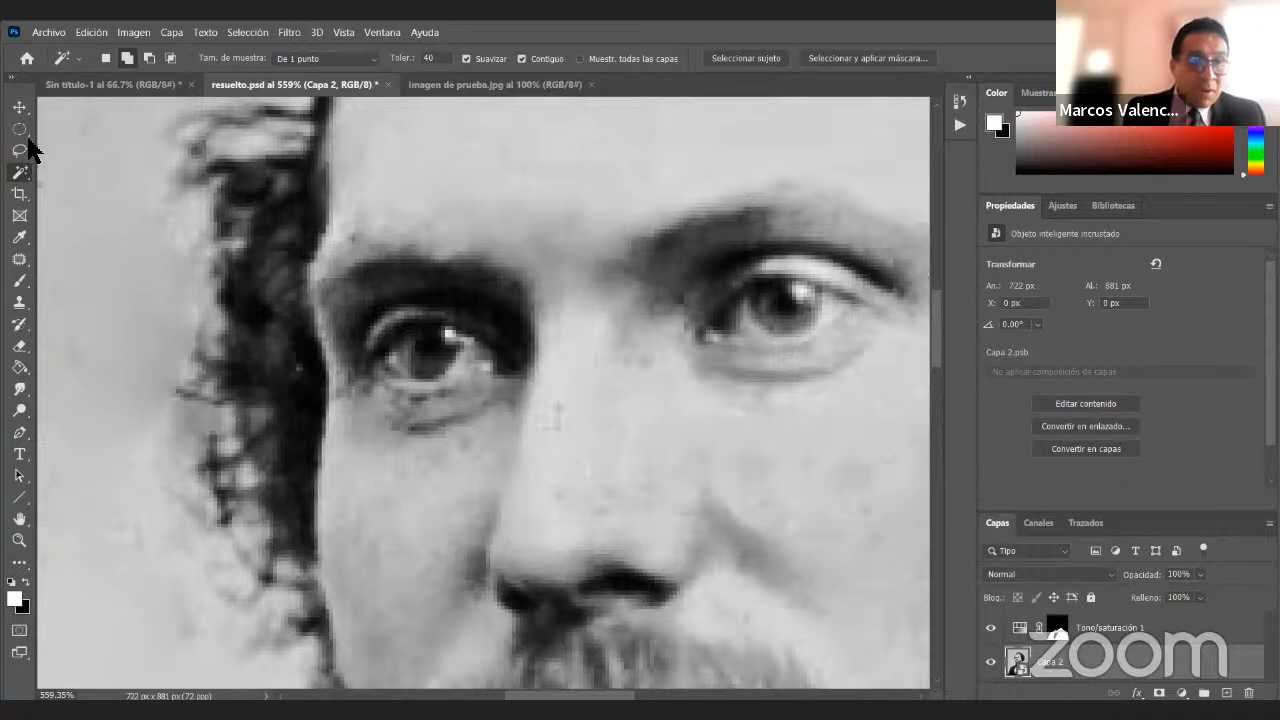 Ps Archivo Edición Imagen Capa Texto Selección Filtro 3D Vista Ventana Ayuda
Tam. de muestra: De 1 punto Toler.: 40 Suavizar Contiguo Muestr. todas las capas Seleccionar sujeto Seleccionar y aplicar máscara...
Sin título-1 al 66.7% (RGB/8#) * resuelto.psd al 559% (Capa 2, RGB/8) * imagen de prueba.jpg al 100% (RGB/8#)
Color Muestras
Marcos Valenc...
Propiedades Ajustes Bibliotecas
Objeto inteligente incrustado
Transformar
An.: 722 px Al.: 881 px
X: 0 px Y: 0 px
0.00°
Capa 2.psb
No aplicar composición de capas
Editar contenido
Convertir en enlazado...
Convertir en capas
Capas Canales Trazados
Tipo
Normal Opacidad: 100%
Bloq.: Relleno: 100%
Tono/saturación 1
Capa 2
zoom
559.35% 722 px x 881 px (72 ppp)